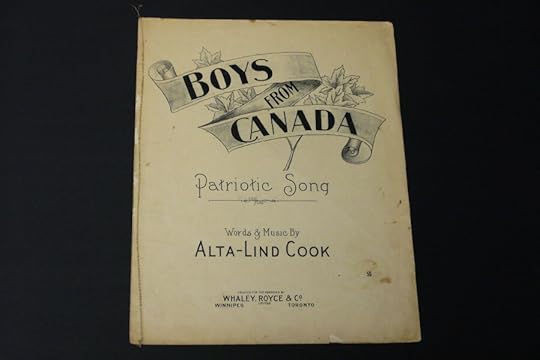 BOYS
FROM
CANADA
Patriotic Song
Words & Music By
ALTA-LIND COOK
WHALEY, ROYCE & Co
WINNIPEG TORONTO